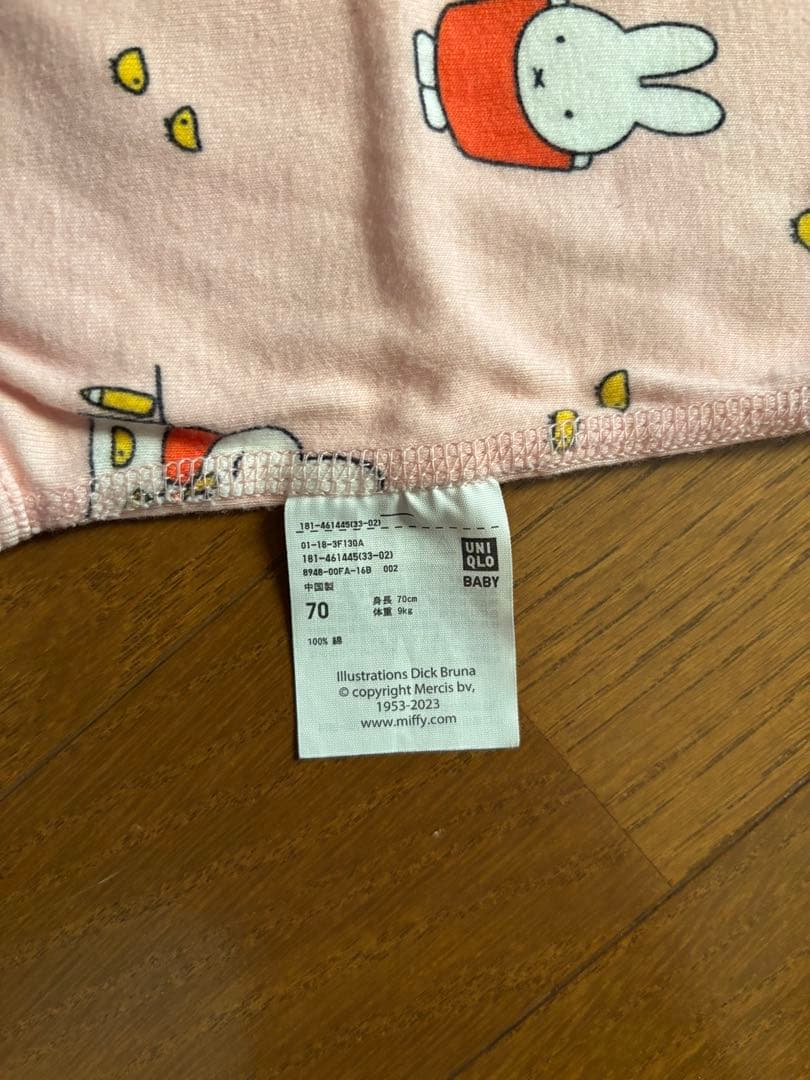 181-461445(33-02)
01-18-3F130A
181-461445(33-02)
8948-00FA-16B 002
中国製
70
身長 70cm
体重 9kg
100% 綿
UNI
QLO
BABY
Illustrations Dick Bruna
© copyright Mercis bv,
1953-2023
www.miffy.com